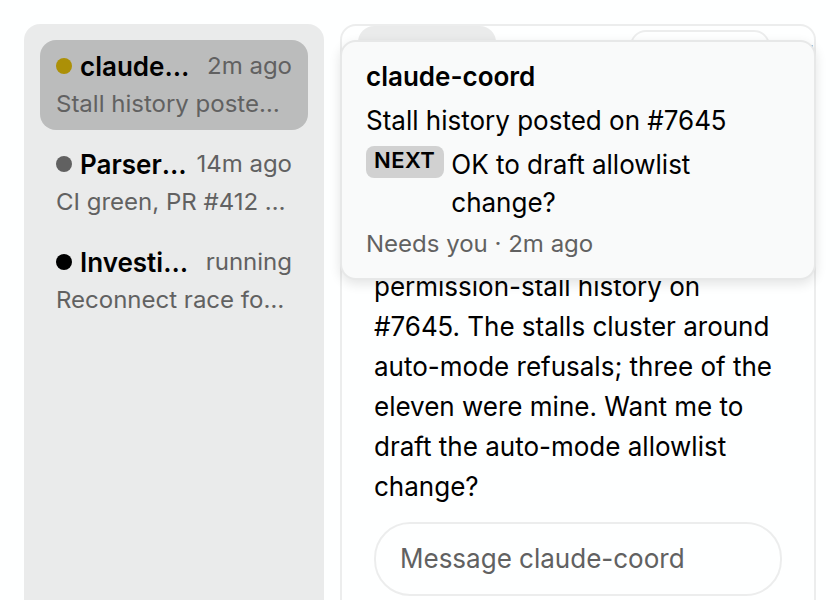 claude... 2m ago
Stall history poste...
Parser... 14m ago
CI green, PR #412 ...
Investi... running
Reconnect race fo...
claude-coord
Stall history posted on #7645
NEXT OK to draft allowlist
change?
Needs you · 2m ago
permission-stall history on
#7645. The stalls cluster around
auto-mode refusals; three of the
eleven were mine. Want me to
draft the auto-mode allowlist
change?
Message claude-coord